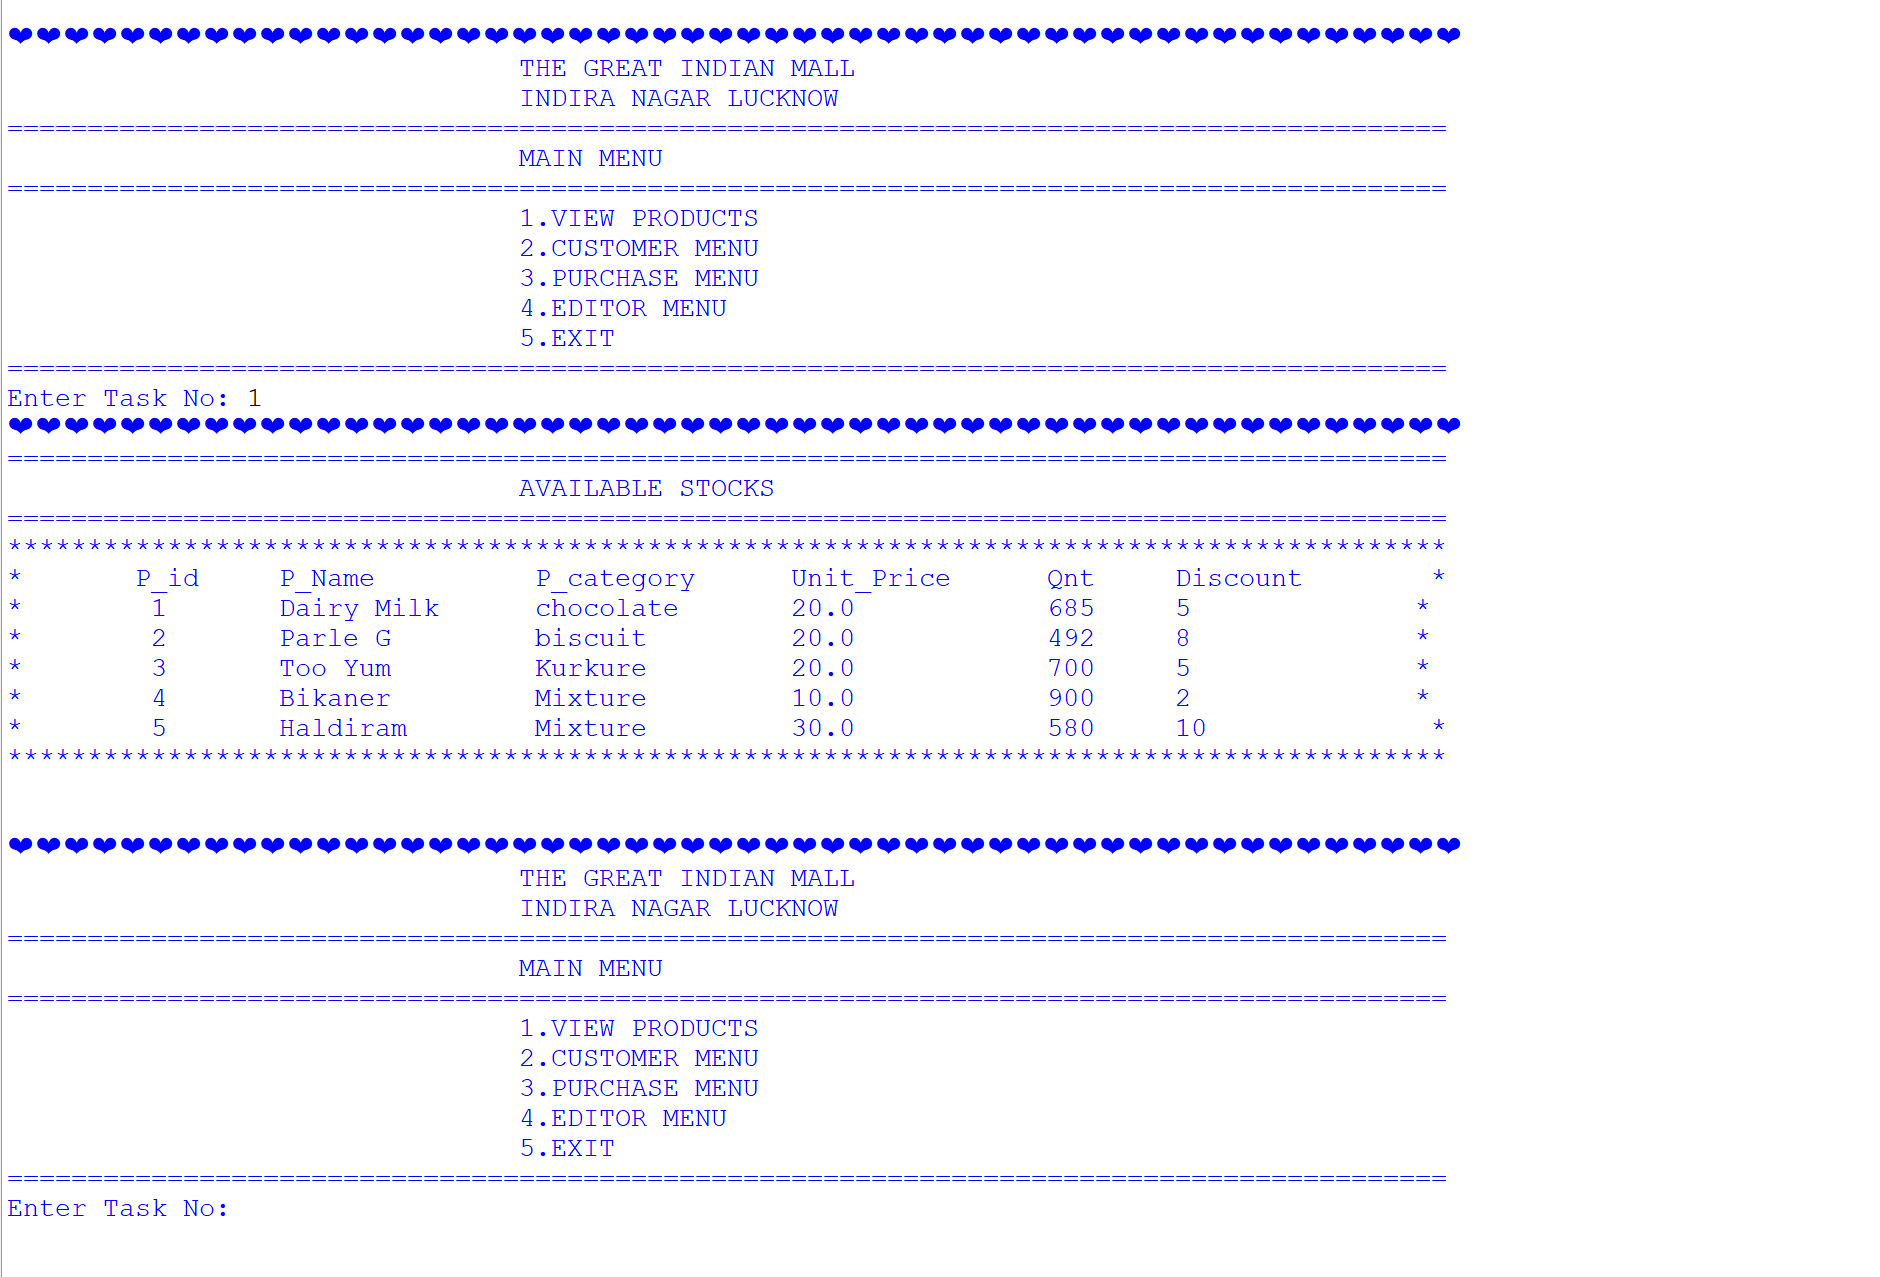 ❤❤❤❤❤❤❤❤❤❤❤❤❤❤❤❤❤❤❤❤❤❤❤❤❤❤❤❤❤❤❤❤❤❤❤❤❤❤❤❤❤❤❤❤❤❤❤❤❤❤❤❤
THE GREAT INDIAN MALL
INDIRA NAGAR LUCKNOW
==========================================================================================
MAIN MENU
==========================================================================================
1.VIEW PRODUCTS
2.CUSTOMER MENU
3.PURCHASE MENU
4.EDITOR MENU
5.EXIT
==========================================================================================
Enter Task No: 1
❤❤❤❤❤❤❤❤❤❤❤❤❤❤❤❤❤❤❤❤❤❤❤❤❤❤❤❤❤❤❤❤❤❤❤❤❤❤❤❤❤❤❤❤❤❤❤❤❤❤❤❤
==========================================================================================
AVAILABLE STOCKS
==========================================================================================
******************************************************************************************
* P_id P_Name P_category Unit_Price Qnt Discount *
* 1 Dairy Milk chocolate 20.0 685 5 *
* 2 Parle G biscuit 20.0 492 8 *
* 3 Too Yum Kurkure 20.0 700 5 *
* 4 Bikaner Mixture 10.0 900 2 *
* 5 Haldiram Mixture 30.0 580 10 *
******************************************************************************************
❤❤❤❤❤❤❤❤❤❤❤❤❤❤❤❤❤❤❤❤❤❤❤❤❤❤❤❤❤❤❤❤❤❤❤❤❤❤❤❤❤❤❤❤❤❤❤❤❤❤❤❤
THE GREAT INDIAN MALL
INDIRA NAGAR LUCKNOW
==========================================================================================
MAIN MENU
==========================================================================================
1.VIEW PRODUCTS
2.CUSTOMER MENU
3.PURCHASE MENU
4.EDITOR MENU
5.EXIT
==========================================================================================
Enter Task No: